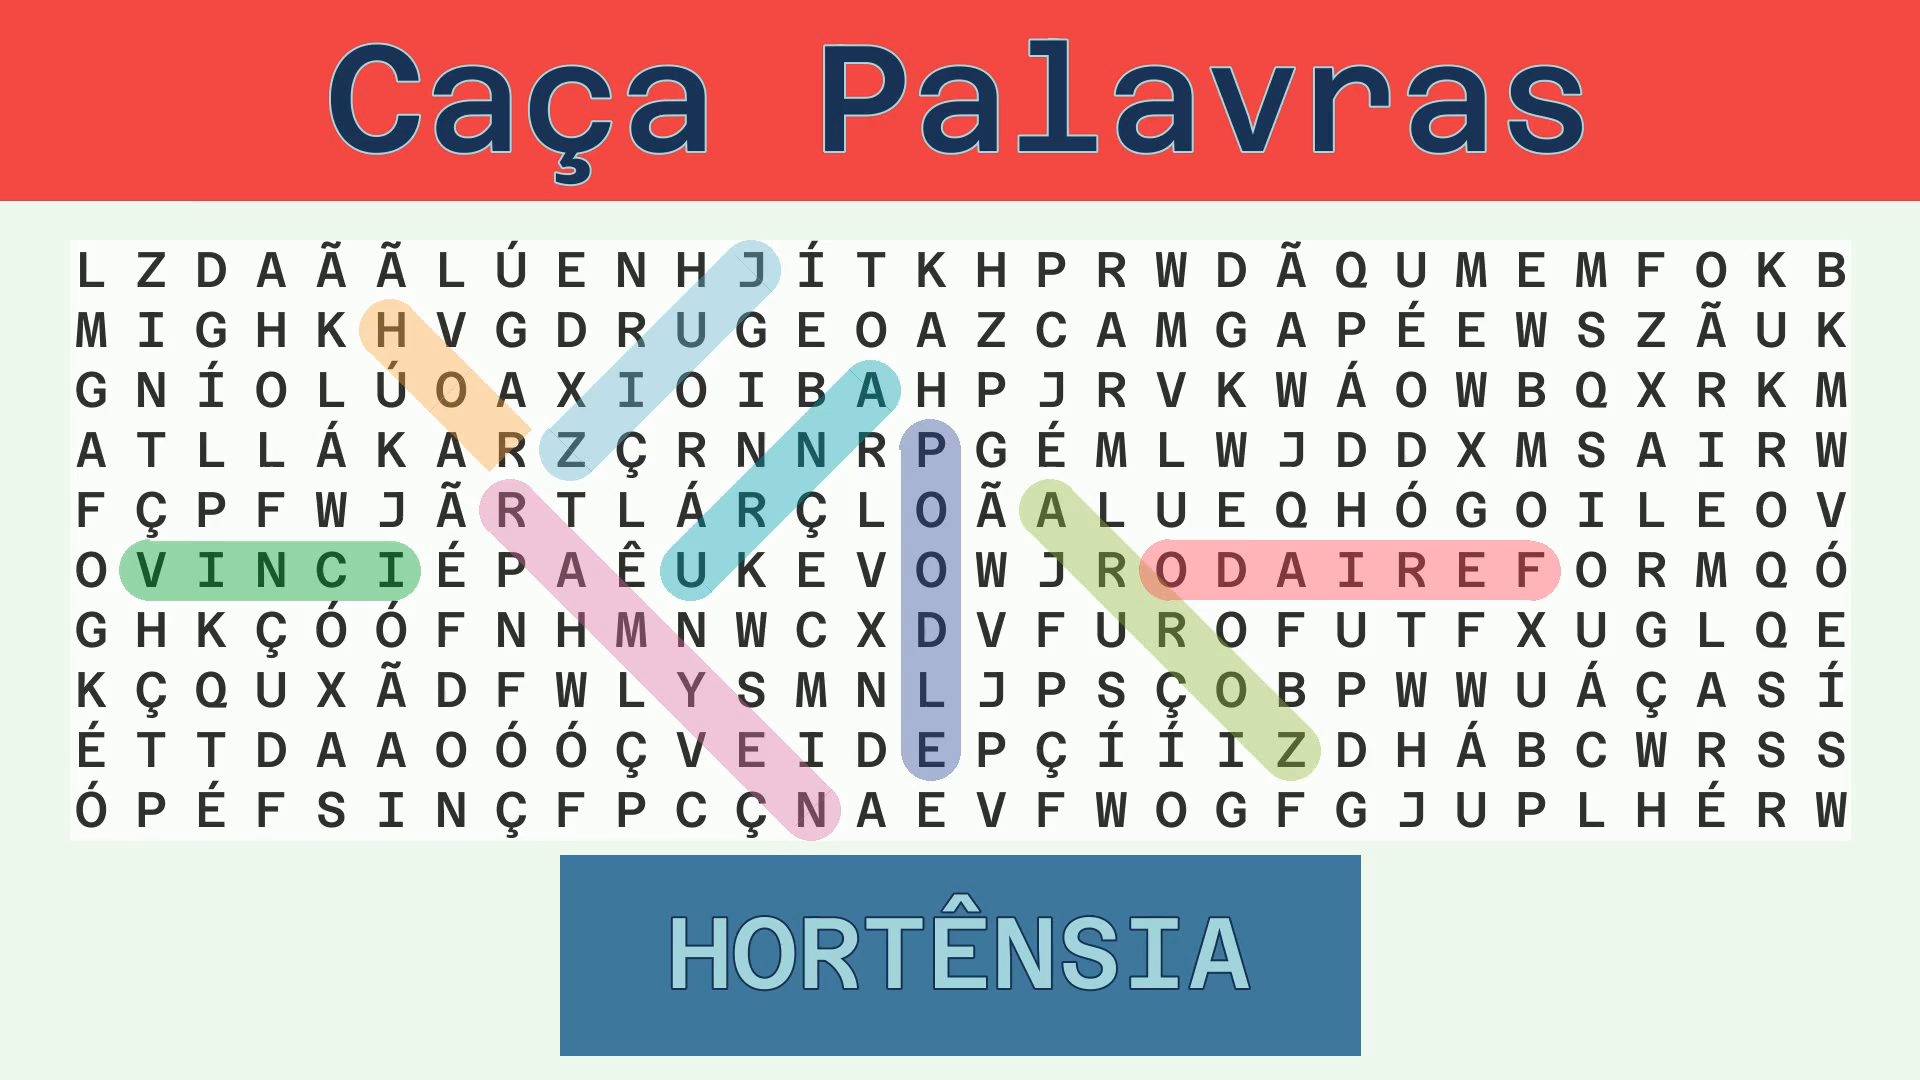 Caça Palavras
L Z D A Ã Ã L Ú E N H J Í T K H P R W D Ã Q U M E M F O K B
M I G H K H V G D R U G E O A Z C A M G A P É E W S Z Ã U K
G N Í O L Ú O A X I O I B A H P J R V K W Á O W B Q X R K M
A T L L Á K A R Z Ç R N N R P G É M L W J D D X M S A I R W
F Ç P F W J Ã R T L Á R Ç L O Ã A L U E Q H Ó G O I L E O V
O V I N C I É P A Ê U K E V O W J R O D A I R E F O R M Q Ó
G H K Ç Ó Ó F N H M N W C X D V F U R O F U T F X U G L Q E
K Ç Q U X Ã D F W L Y S M N L J P S Ç O B P W W U Á Ç A S Í
É T T D A A O Ó Ó Ç V E I D E P Ç Í Í I Z D H Á B C W R S S
Ó P É F S I N Ç F P C Ç N A E V F W O G F G J U P L H É R W
HORTÊNSIA